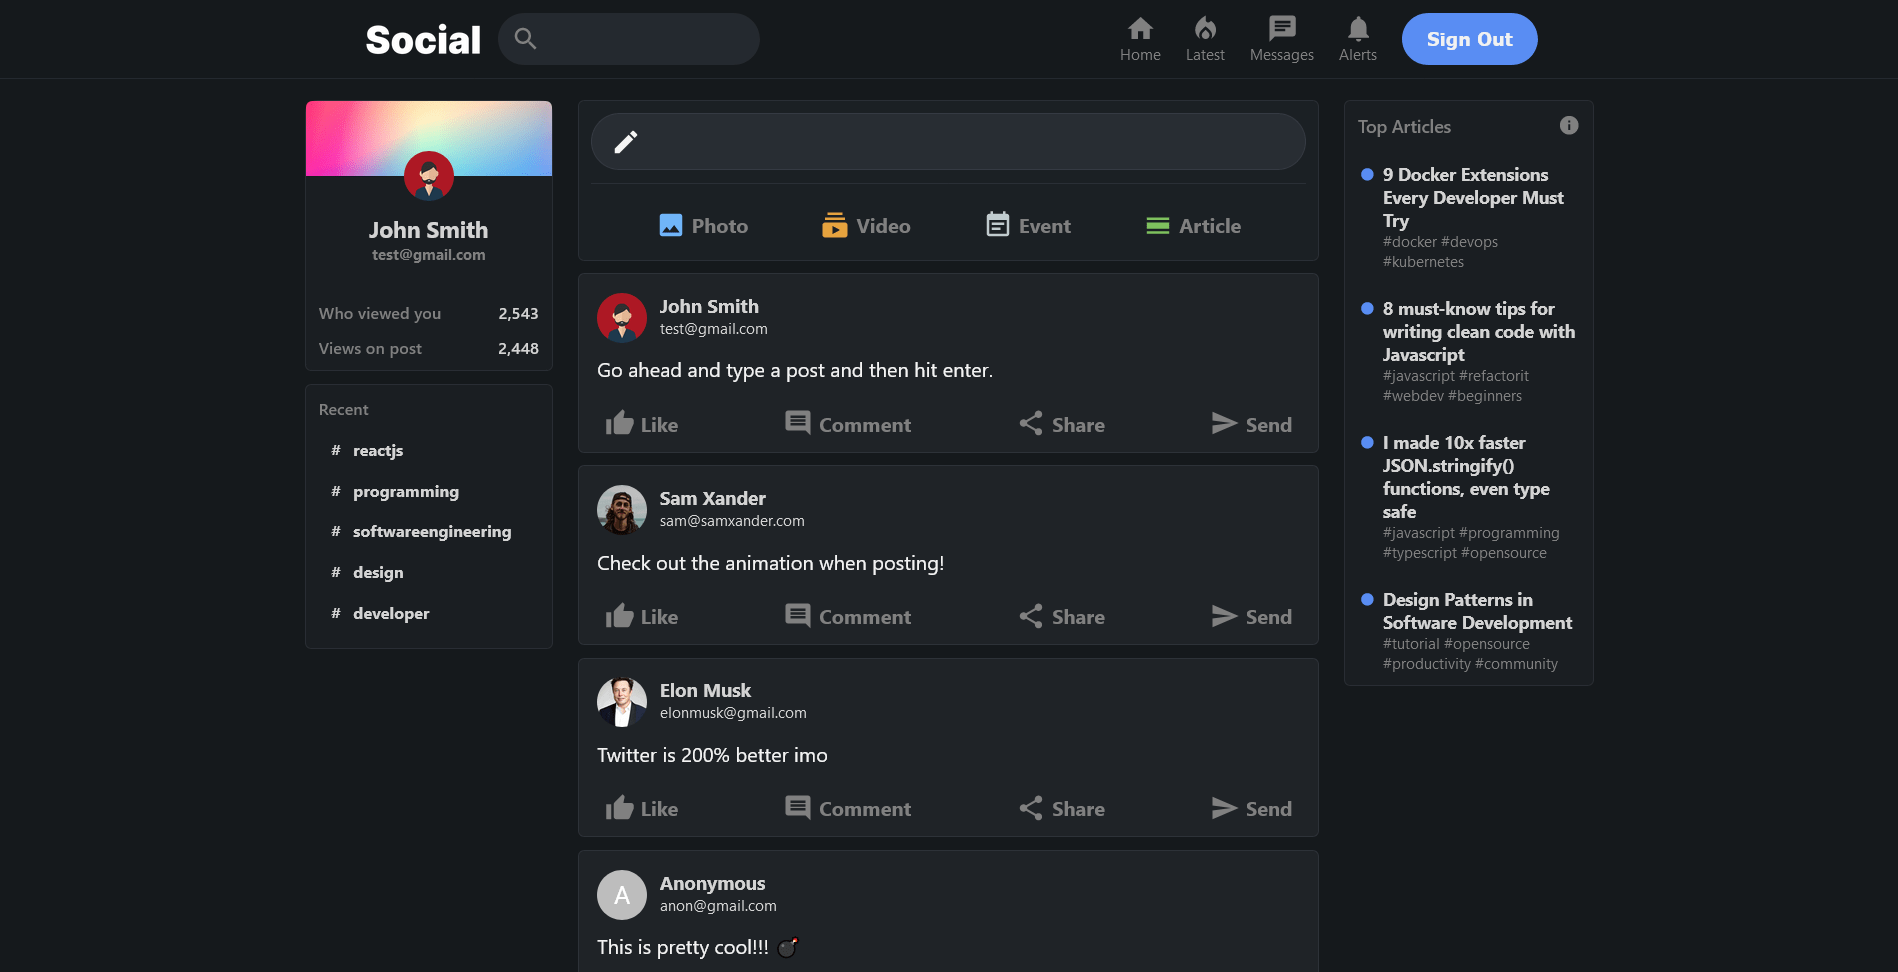 Social
Home
Latest
Messages
Alerts
Sign Out
John Smith
test@gmail.com
Who viewed you 2,543
Views on post 2,448
Recent
# reactjs
# programming
# softwareengineering
# design
# developer
Photo
Video
Event
Article
John Smith
test@gmail.com
Go ahead and type a post and then hit enter.
Like
Comment
Share
Send
Sam Xander
sam@samxander.com
Check out the animation when posting!
Like
Comment
Share
Send
Elon Musk
elonmusk@gmail.com
Twitter is 200% better imo
Like
Comment
Share
Send
A
Anonymous
anon@gmail.com
This is pretty cool!!! 💣
Top Articles
9 Docker Extensions
Every Developer Must
Try
#docker #devops
#kubernetes
8 must-know tips for
writing clean code with
Javascript
#javascript #refactorit
#webdev #beginners
I made 10x faster
JSON.stringify()
functions, even type
safe
#javascript #programming
#typescript #opensource
Design Patterns in
Software Development
#tutorial #opensource
#productivity #community